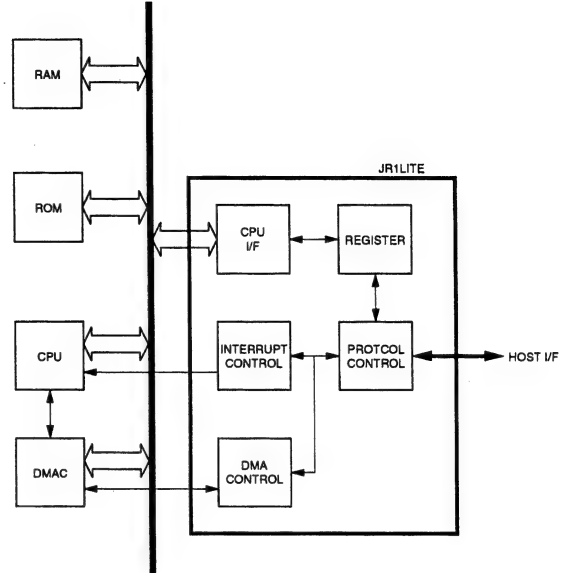 RAM
JR1LITE
ROM
CPU
I/F
REGISTER
CPU
INTERRUPT
CONTROL
PROTCOL
CONTROL
HOST I/F
DMAC
DMA
CONTROL